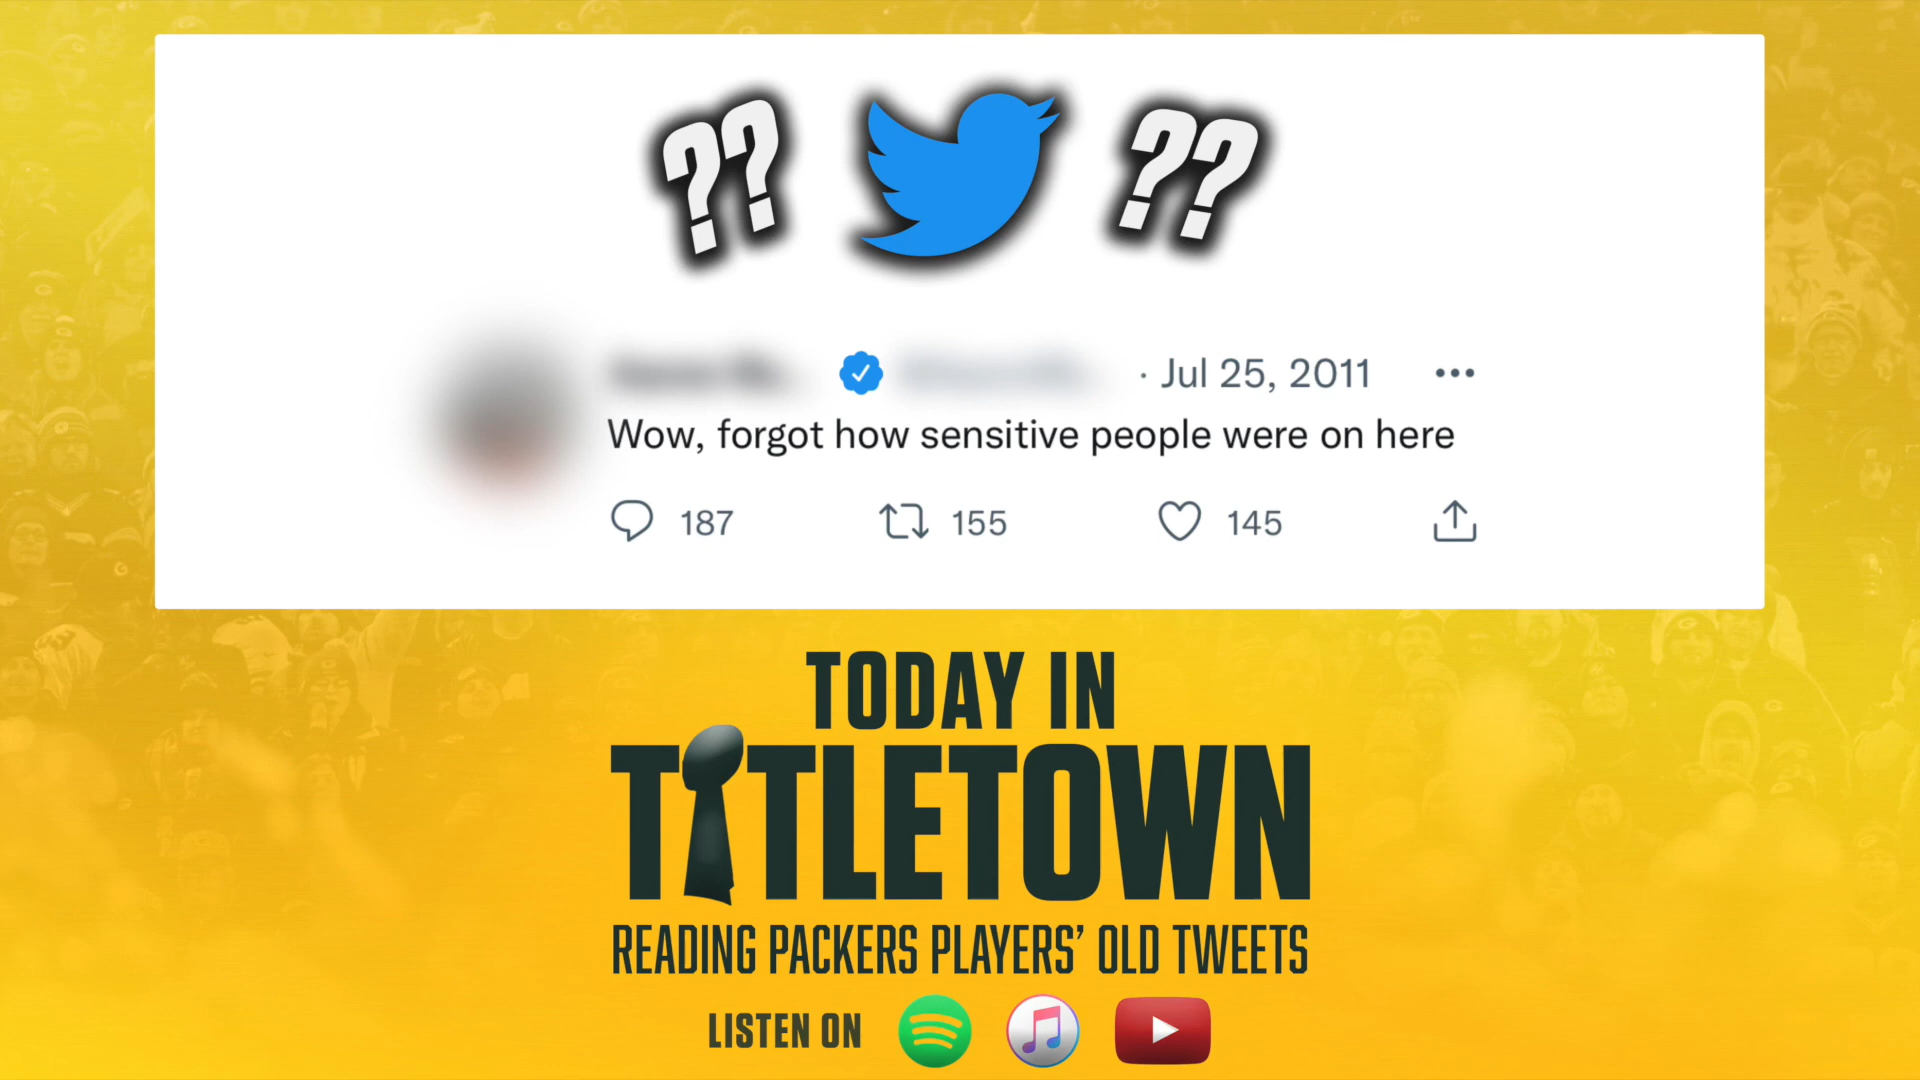 ?? ??
· Jul 25, 2011 •••
Wow, forgot how sensitive people were on here
187 155 145
TODAY IN
TITLETOWN
READING PACKERS PLAYERS' OLD TWEETS
LISTEN ON